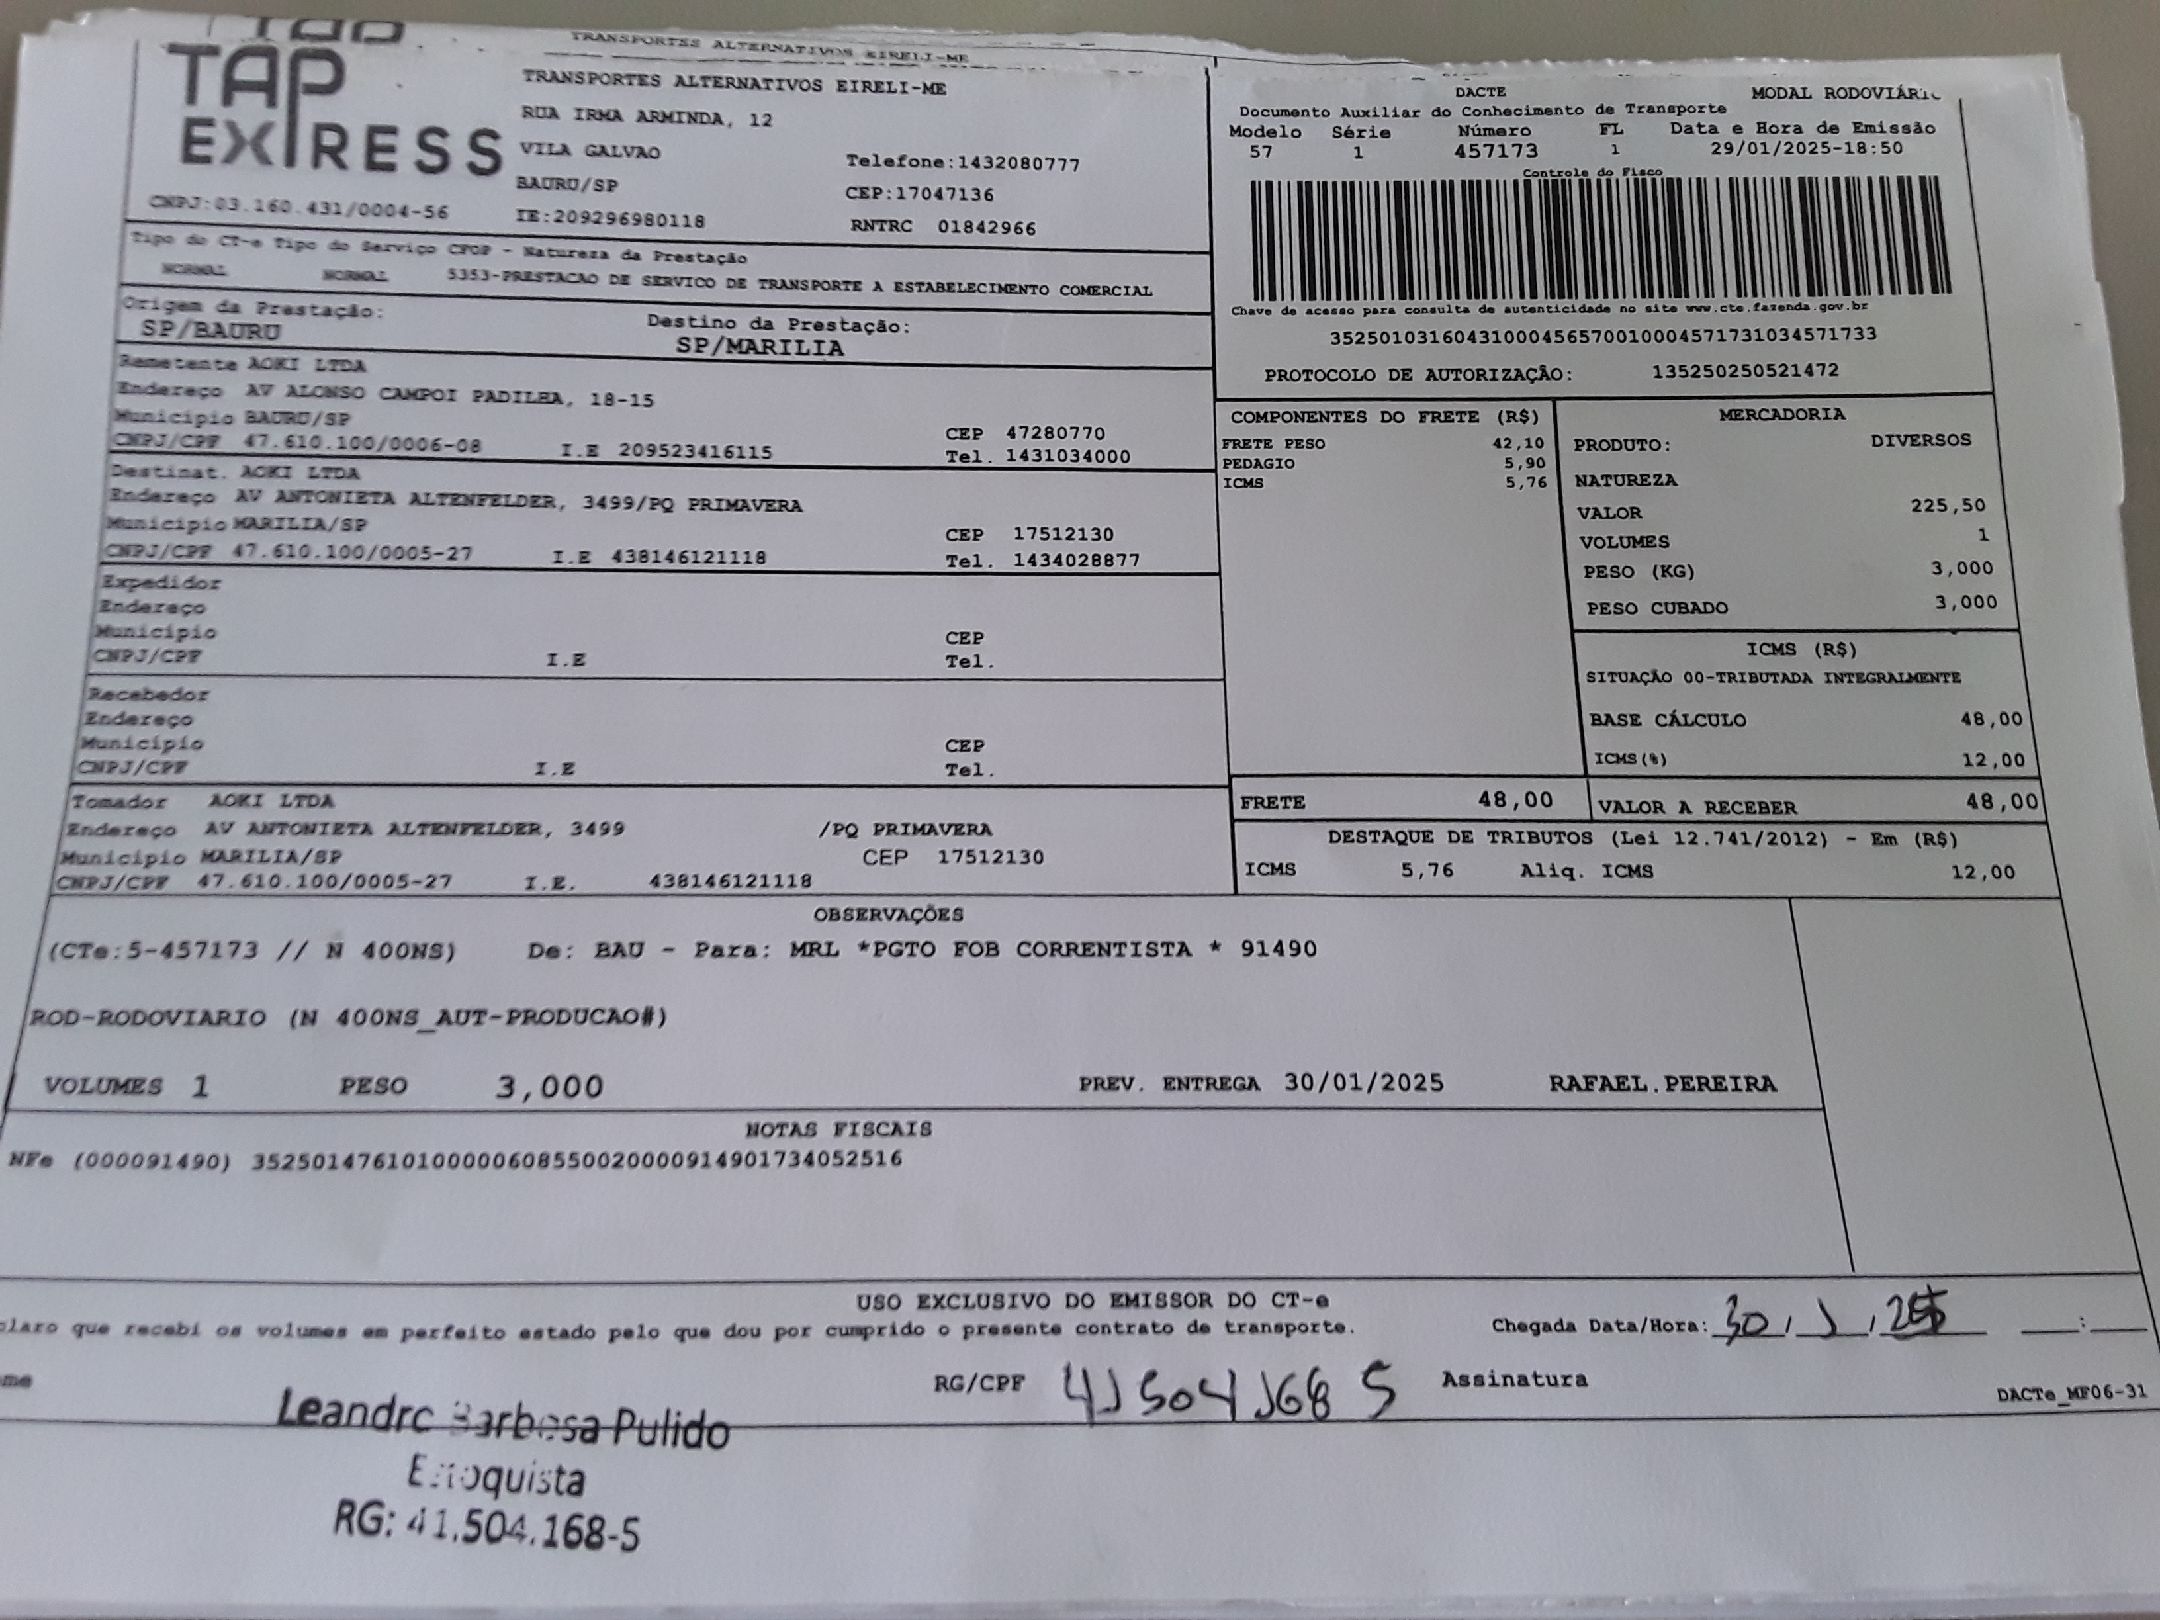 TRANSPORTES ALTERNATIVOS EIRELI-ME
TAP
EXPRESS
CNPJ:03.160.431/0004-56
TRANSPORTES ALTERNATIVOS EIRELI-ME
RUA IRMA ARMINDA, 12
VILA GALVAO
Telefone:1432080777
BAURU/SP
CEP:17047136
IE:209296980118
RNTRC 01842966
DACTE MODAL RODOVIÁRIO
Documento Auxiliar do Conhecimento de Transporte
Modelo Série Número FL Data e Hora de Emissão
57 1 457173 1 29/01/2025-18:50
Controle do Fisco
Chave de acesso para consulta de autenticidade no site www.cte.fazenda.gov.br
35250103160431000456570010004571731034571733
PROTOCOLO DE AUTORIZAÇÃO: 135250250521472
Tipo do CT-e Tipo do Serviço CFOP - Natureza da Prestação
NORMAL NORMAL 5353-PRESTACAO DE SERVICO DE TRANSPORTE A ESTABELECIMENTO COMERCIAL
Origem da Prestação: Destino da Prestação:
SP/BAURU SP/MARILIA
Remetente AOKI LTDA
Endereço AV ALONSO CAMPOI PADILHA, 18-15
Município BAURU/SP CEP 47280770
CNPJ/CPF 47.610.100/0006-08 I.E 209523416115 Tel. 1431034000
Destinat. AOKI LTDA
Endereço AV ANTONIETA ALTENFELDER, 3499/PQ PRIMAVERA
Município MARILIA/SP CEP 17512130
CNPJ/CPF 47.610.100/0005-27 I.E 438146121118 Tel. 1434028877
Expedidor
Endereço
Município CEP
CNPJ/CPF I.E Tel.
Recebedor
Endereço
Município CEP
CNPJ/CPF I.E Tel.
Tomador AOKI LTDA
Endereço AV ANTONIETA ALTENFELDER, 3499 /PQ PRIMAVERA
Município MARILIA/SP CEP 17512130
CNPJ/CPF 47.610.100/0005-27 I.E. 438146121118
COMPONENTES DO FRETE (R$)
FRETE PESO 42,10
PEDAGIO 5,90
ICMS 5,76
MERCADORIA
PRODUTO: DIVERSOS
NATUREZA
VALOR 225,50
VOLUMES 1
PESO (KG) 3,000
PESO CUBADO 3,000
ICMS (R$)
SITUAÇÃO 00-TRIBUTADA INTEGRALMENTE
BASE CÁLCULO 48,00
ICMS(%) 12,00
FRETE 48,00 VALOR A RECEBER 48,00
DESTAQUE DE TRIBUTOS (Lei 12.741/2012) - Em (R$)
ICMS 5,76 Aliq. ICMS 12,00
OBSERVAÇÕES
(CTe:5-457173 // N 400NS) De: BAU - Para: MRL *PGTO FOB CORRENTISTA * 91490
ROD-RODOVIARIO (N 400NS_AUT-PRODUCAO#)
VOLUMES 1 PESO 3,000 PREV. ENTREGA 30/01/2025 RAFAEL.PEREIRA
NOTAS FISCAIS
NFe (000091490) 35250147610100000608550020000914901734052516
USO EXCLUSIVO DO EMISSOR DO CT-e
claro que recebi os volumes em perfeito estado pelo que dou por cumprido o presente contrato de transporte.
Chegada Data/Hora: 30/1/25 __:__
me RG/CPF 41504168 5 Assinatura
DACTe_MF06-31
Leandro Barbosa Pulido
Estoquista
RG: 41.504.168-5